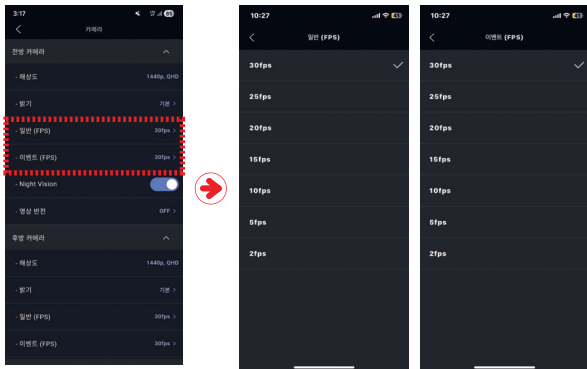 3:17
카메라
전방 카메라
- 해상도 1440p, QHD
- 밝기 기본 >
- 일반 (FPS) 30fps >
- 이벤트 (FPS) 30fps >
- Night Vision
- 영상 반전 OFF >
후방 카메라
- 해상도 1440p, QHD
- 밝기 기본 >
- 일반 (FPS) 30fps >
- 이벤트 (FPS) 30fps >
10:27
일반 (FPS)
30fps
25fps
20fps
15fps
10fps
5fps
2fps
10:27
이벤트 (FPS)
30fps
25fps
20fps
15fps
10fps
5fps
2fps